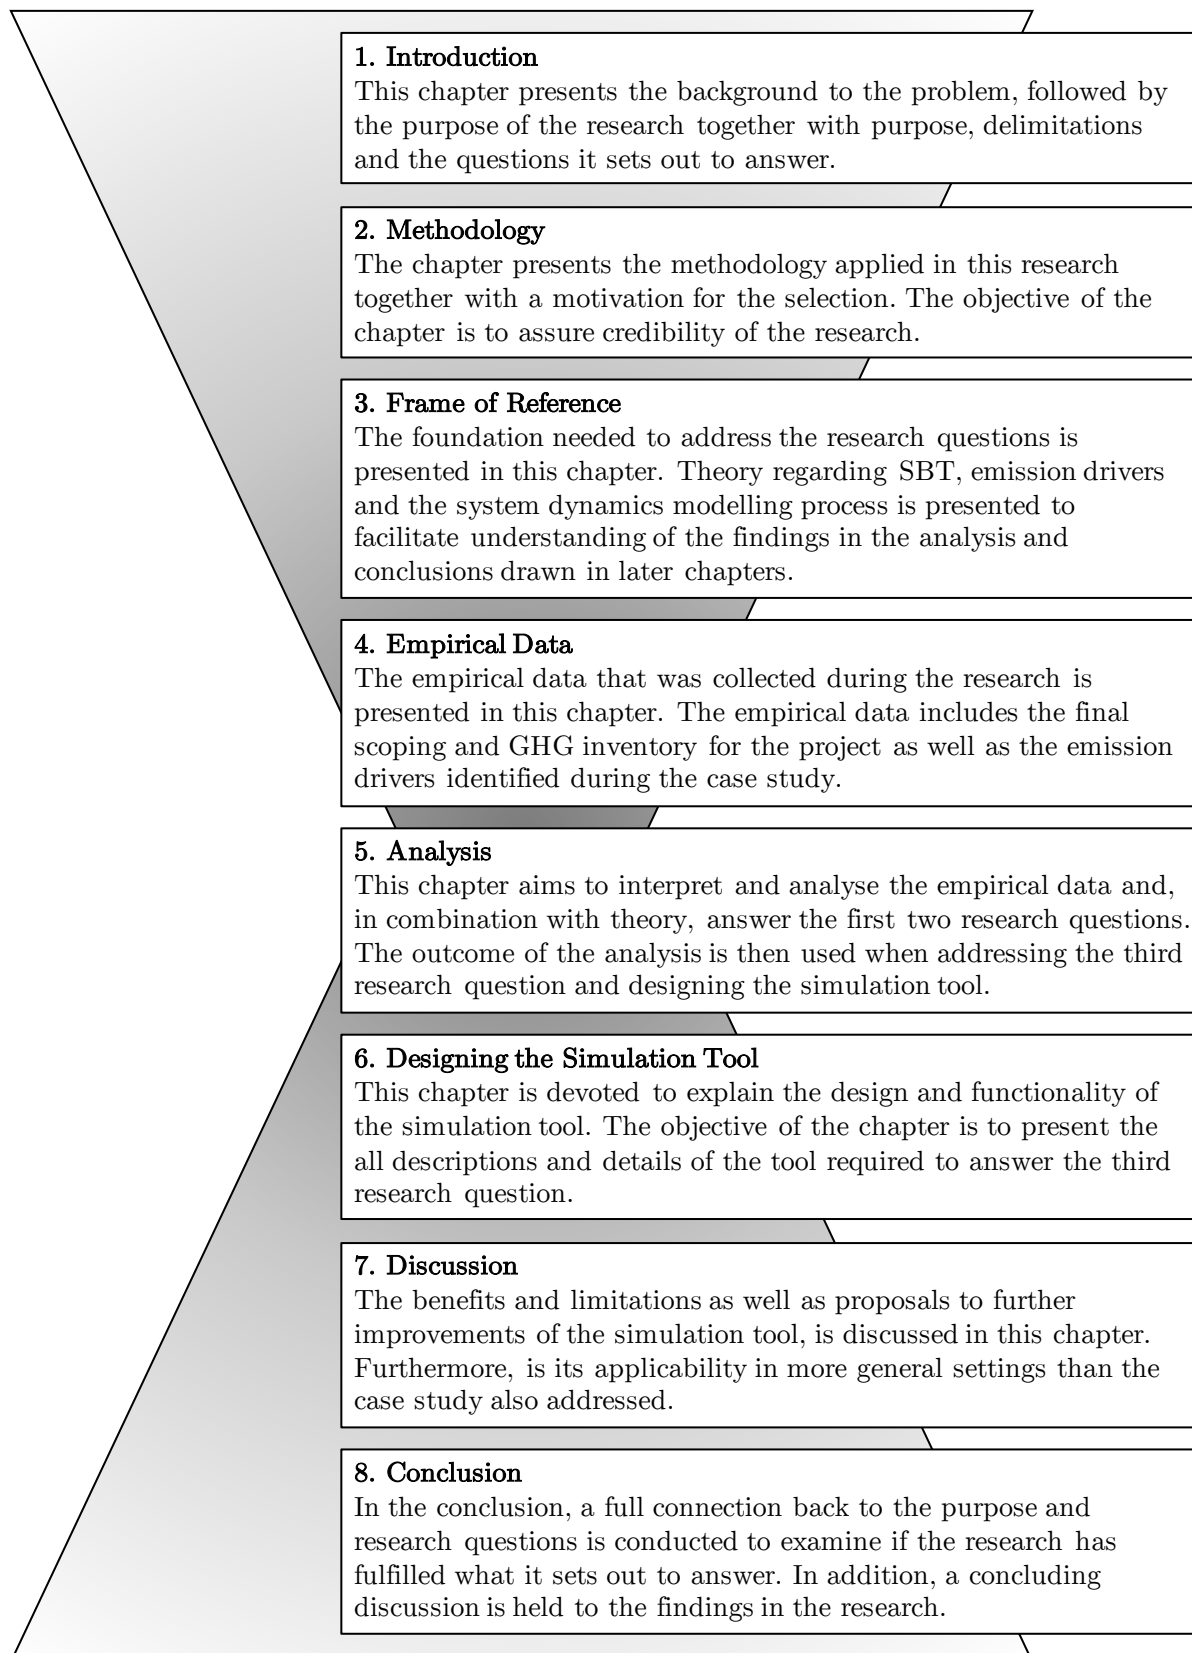 1. Introduction
This chapter presents the background to the problem, followed by
the purpose of the research together with purpose, delimitations
and the questions it sets out to answer.
2. Methodology
The chapter presents the methodology applied in this research
together with a motivation for the selection. The objective of the
chapter is to assure credibility of the research.
3. Frame of Reference
The foundation needed to address the research questions is
presented in this chapter. Theory regarding SBT, emission drivers
and the system dynamics modelling process is presented to
facilitate understanding of the findings in the analysis and
conclusions drawn in later chapters.
4. Empirical Data
The empirical data that was collected during the research is
presented in this chapter. The empirical data includes the final
scoping and GHG inventory for the project as well as the emission
drivers identified during the case study.
5. Analysis
This chapter aims to interpret and analyse the empirical data and,
in combination with theory, answer the first two research questions.
The outcome of the analysis is then used when addressing the third
research question and designing the simulation tool.
6. Designing the Simulation Tool
This chapter is devoted to explain the design and functionality of
the simulation tool. The objective of the chapter is to present the
all descriptions and details of the tool required to answer the third
research question.
7. Discussion
The benefits and limitations as well as proposals to further
improvements of the simulation tool, is discussed in this chapter.
Furthermore, is its applicability in more general settings than the
case study also addressed.
8. Conclusion
In the conclusion, a full connection back to the purpose and
research questions is conducted to examine if the research has
fulfilled what it sets out to answer. In addition, a concluding
discussion is held to the findings in the research.